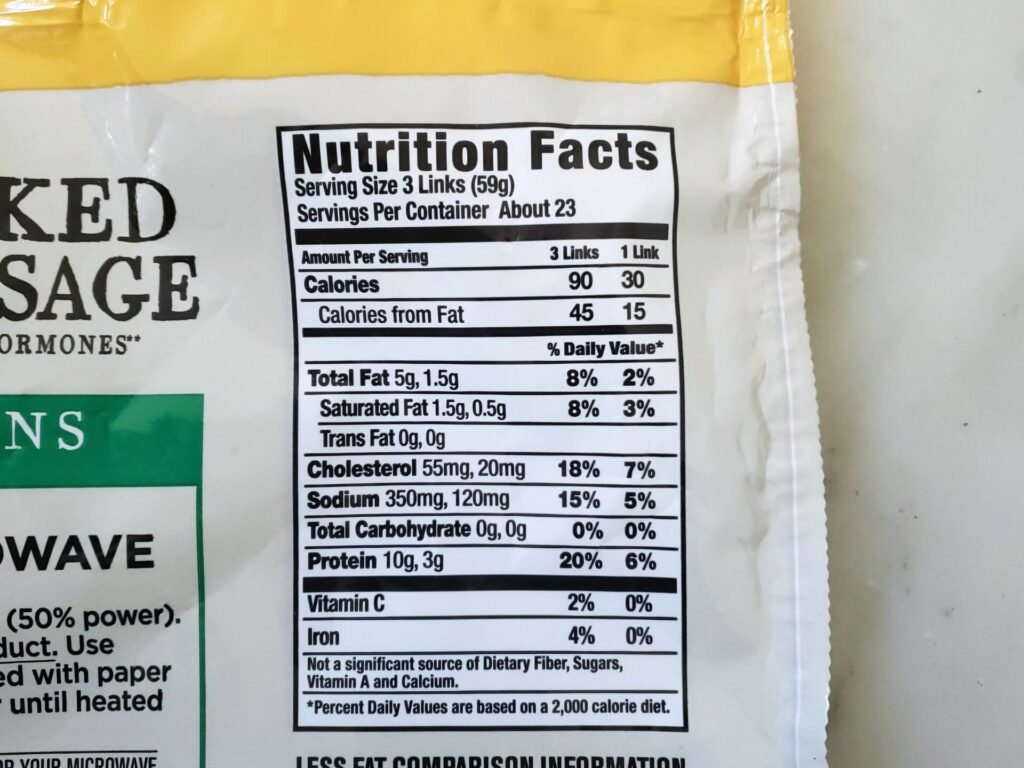 KED
SAGE
ORMONES**
NS
WAVE
(50% power).
duct. Use
ed with paper
until heated
OR YOUR MICROWAVE
Nutrition Facts
Serving Size 3 Links (59g)
Servings Per Container About 23
Amount Per Serving 3 Links 1 Link
Calories 90 30
Calories from Fat 45 15
% Daily Value*
Total Fat 5g, 1.5g 8% 2%
Saturated Fat 1.5g, 0.5g 8% 3%
Trans Fat 0g, 0g
Cholesterol 55mg, 20mg 18% 7%
Sodium 350mg, 120mg 15% 5%
Total Carbohydrate 0g, 0g 0% 0%
Protein 10g, 3g 20% 6%
Vitamin C 2% 0%
Iron 4% 0%
Not a significant source of Dietary Fiber, Sugars,
Vitamin A and Calcium.
*Percent Daily Values are based on a 2,000 calorie diet.
LESS FAT COMPARISON INFORMATION